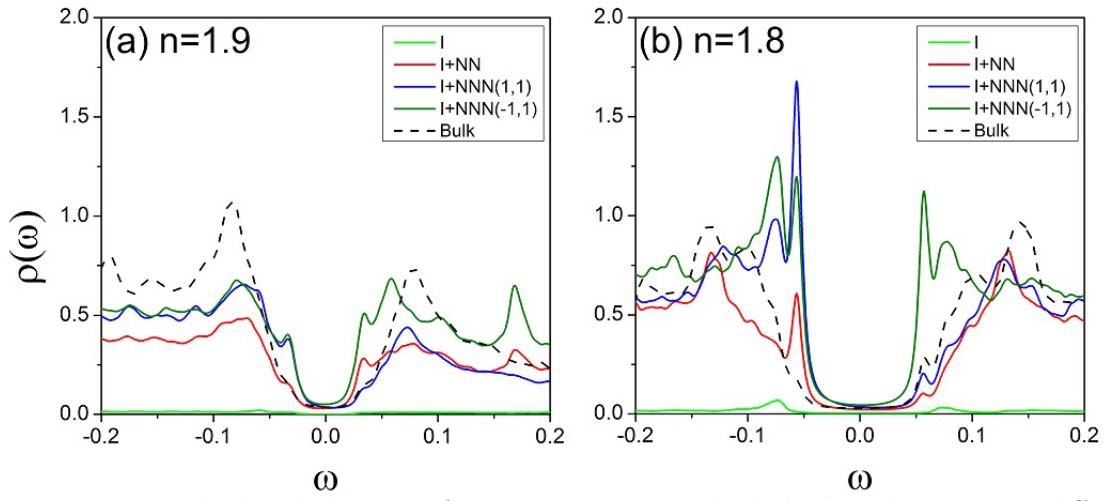 (a) n=1.9
I
I+NN
I+NNN(1,1)
I+NNN(-1,1)
Bulk
2.0
1.5
1.0
0.5
0.0
ρ(ω)
-0.2 -0.1 0.0 0.1 0.2
ω
(b) n=1.8
I
I+NN
I+NNN(1,1)
I+NNN(-1,1)
Bulk
2.0
1.5
1.0
0.5
0.0
-0.2 -0.1 0.0 0.1 0.2
ω